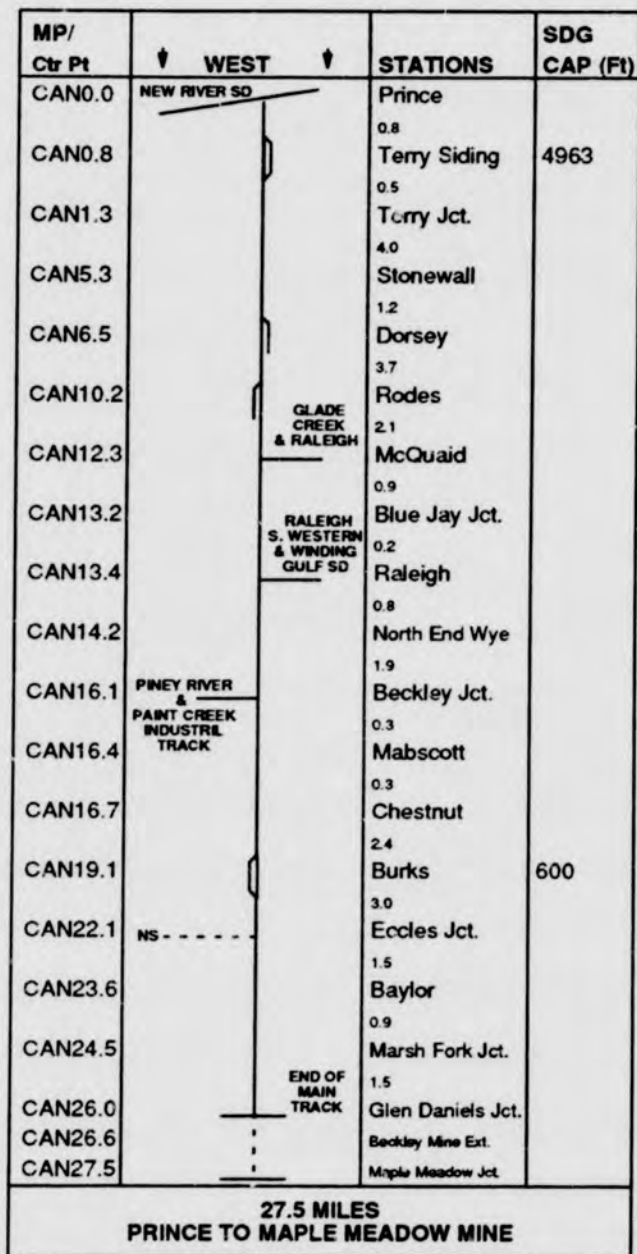 MP/ SDG
Ctr Pt WEST STATIONS CAP (Ft)
CAN0.0 NEW RIVER SD Prince
0.8
CAN0.8 Terry Siding 4963
0.5
CAN1.3 Terry Jct.
4.0
CAN5.3 Stonewall
1.2
CAN6.5 Dorsey
3.7
CAN10.2 Rodes
GLADE
CREEK
& RALEIGH
2.1
CAN12.3 McQuaid
0.9
CAN13.2 Blue Jay Jct.
RALEIGH
S. WESTERN
& WINDING
GULF SD
0.2
CAN13.4 Raleigh
0.8
CAN14.2 North End Wye
1.9
CAN16.1 Beckley Jct.
PINEY RIVER
&
PAINT CREEK
INDUSTRIL
TRACK
0.3
CAN16.4 Mabscott
0.3
CAN16.7 Chestnut
2.4
CAN19.1 Burks 600
3.0
CAN22.1 NS Eccles Jct.
1.5
CAN23.6 Baylor
0.9
CAN24.5 Marsh Fork Jct.
END OF
MAIN
TRACK
1.5
CAN26.0 Glen Daniels Jct.
CAN26.6 Beckley Mine Ext.
CAN27.5 Maple Meadow Jct.
27.5 MILES
PRINCE TO MAPLE MEADOW MINE